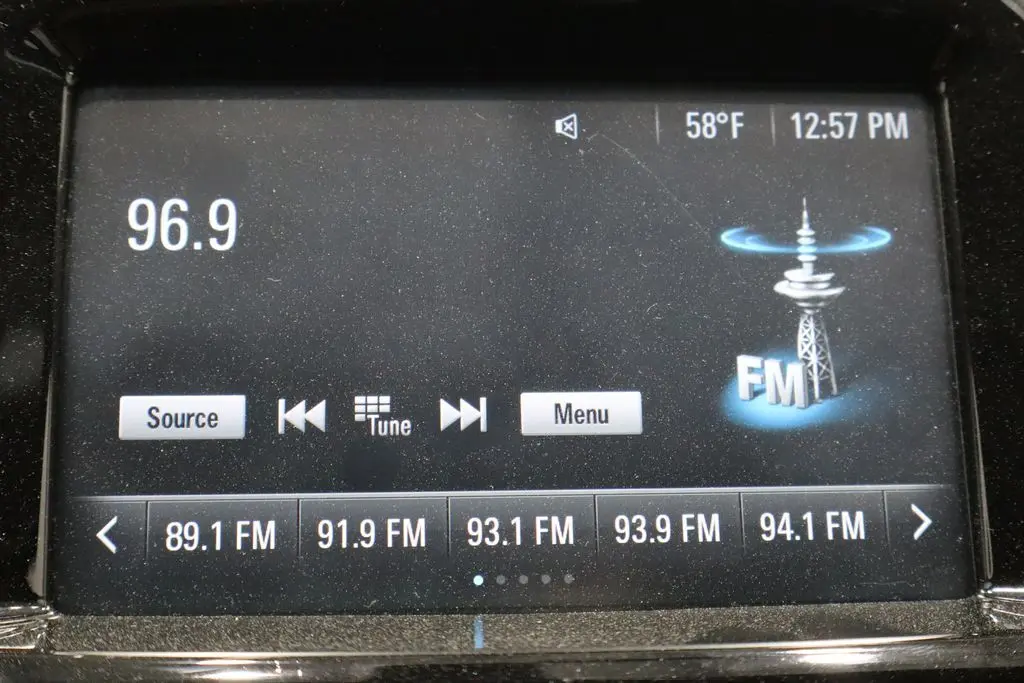 58°F 12:57 PM
96.9
FM
Source Tune Menu
89.1 FM 91.9 FM 93.1 FM 93.9 FM 94.1 FM